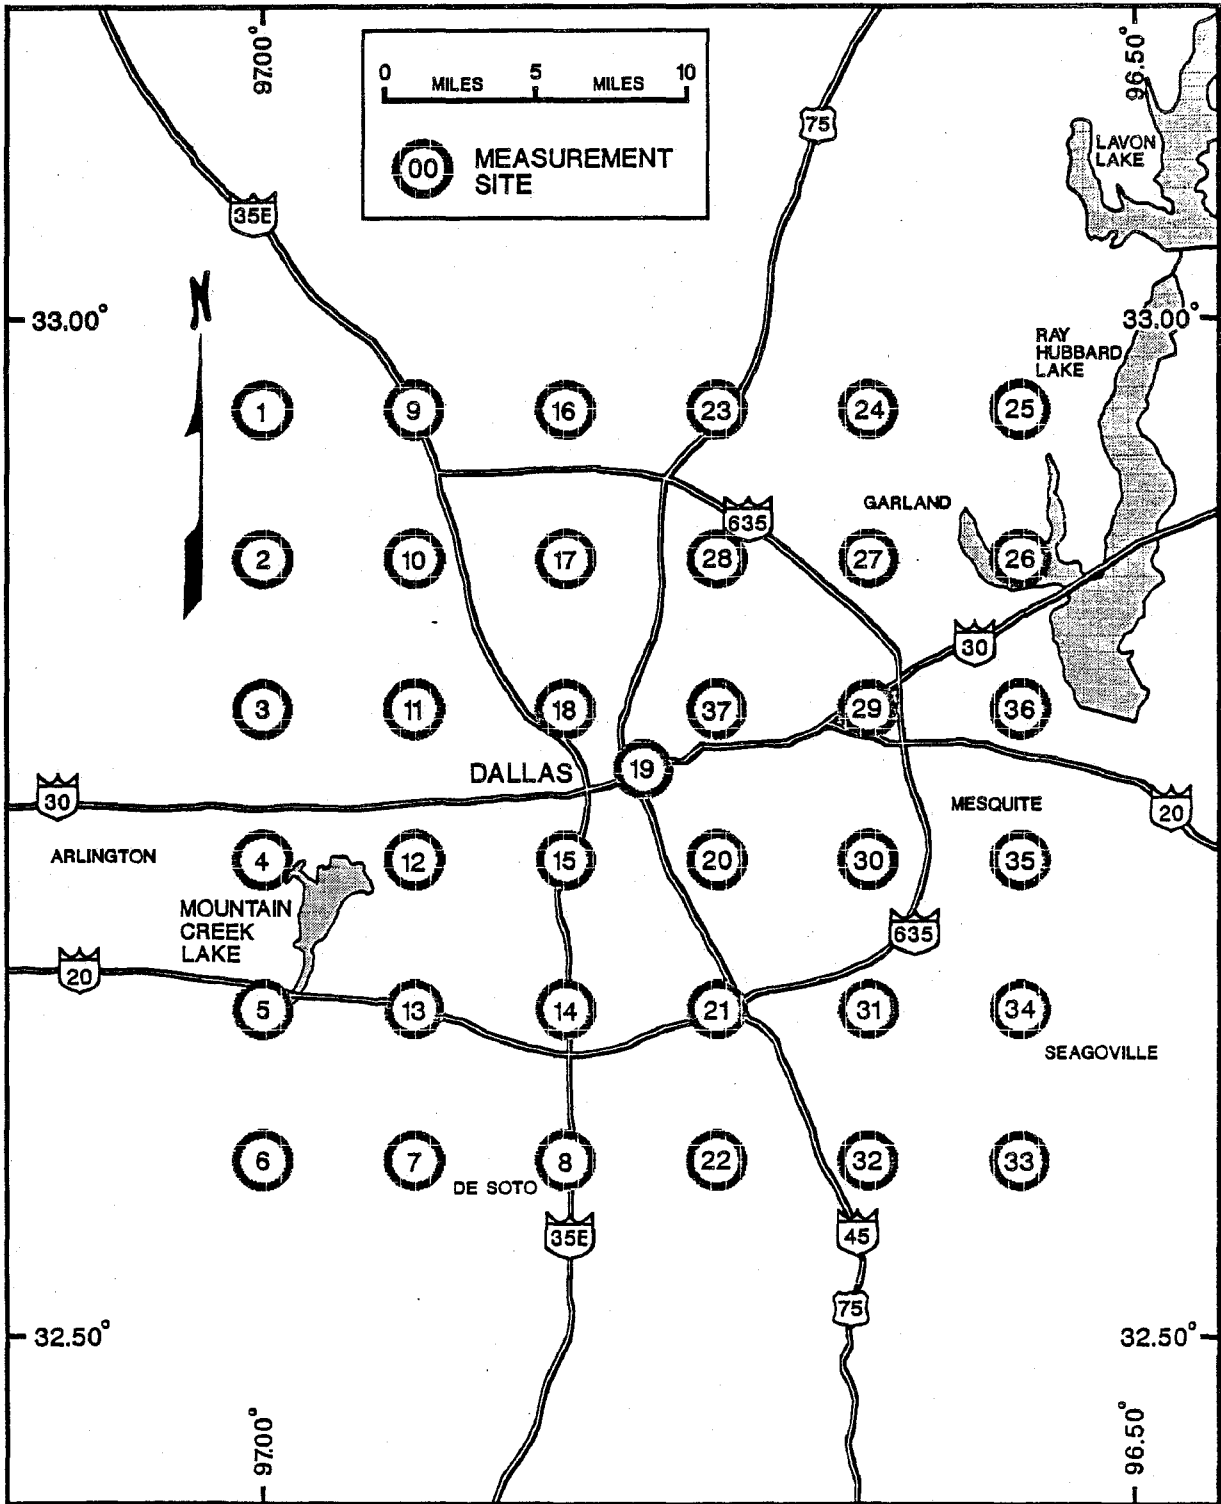 97.00°
96.50°
0 5 10
MILES MILES
75
00 MEASUREMENT
SITE
LAVON
LAKE
35E
N
33.00°
33.00°
RAY
HUBBARD
LAKE
1 9 16 23 24 25
GARLAND
635
2 10 17 28 27 26
30
3 11 18 37 29 36
DALLAS 19
30
MESQUITE
20
ARLINGTON
4 12 15 20 30 35
MOUNTAIN
CREEK
LAKE
635
20
5 13 14 21 31 34
SEAGOVILLE
6 7 8 22 32 33
DE SOTO
35E
45
75
32.50°
32.50°
97.00°
96.50°